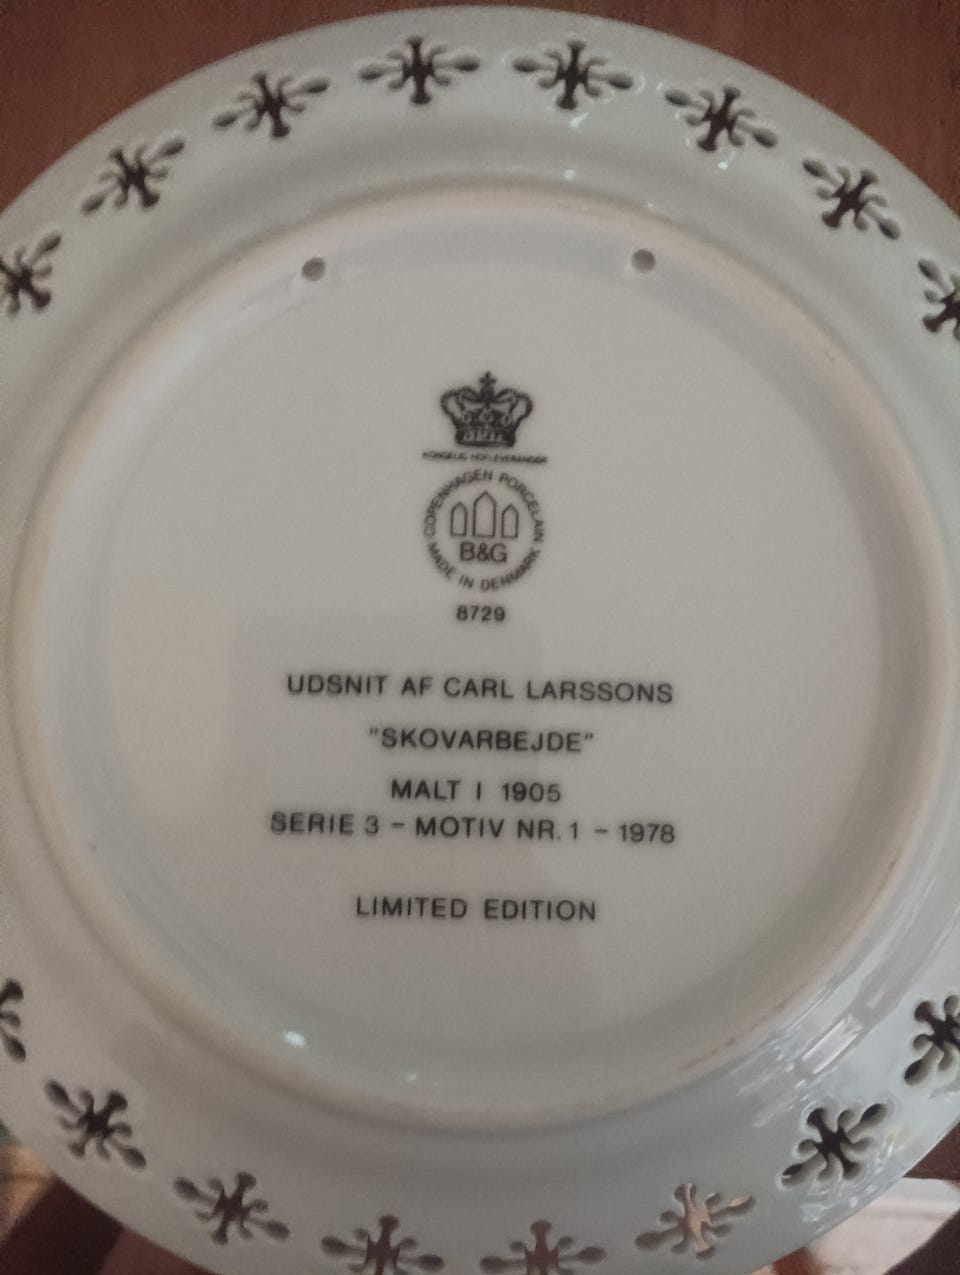 KONGELIG HOFLEVERANDØR
COPENHAGEN PORCELAIN
MADE IN DENMARK
B&G
8729
UDSNIT AF CARL LARSSONS
"SKOVARBEJDE"
MALT I 1905
SERIE 3 - MOTIV NR. 1 - 1978
LIMITED EDITION